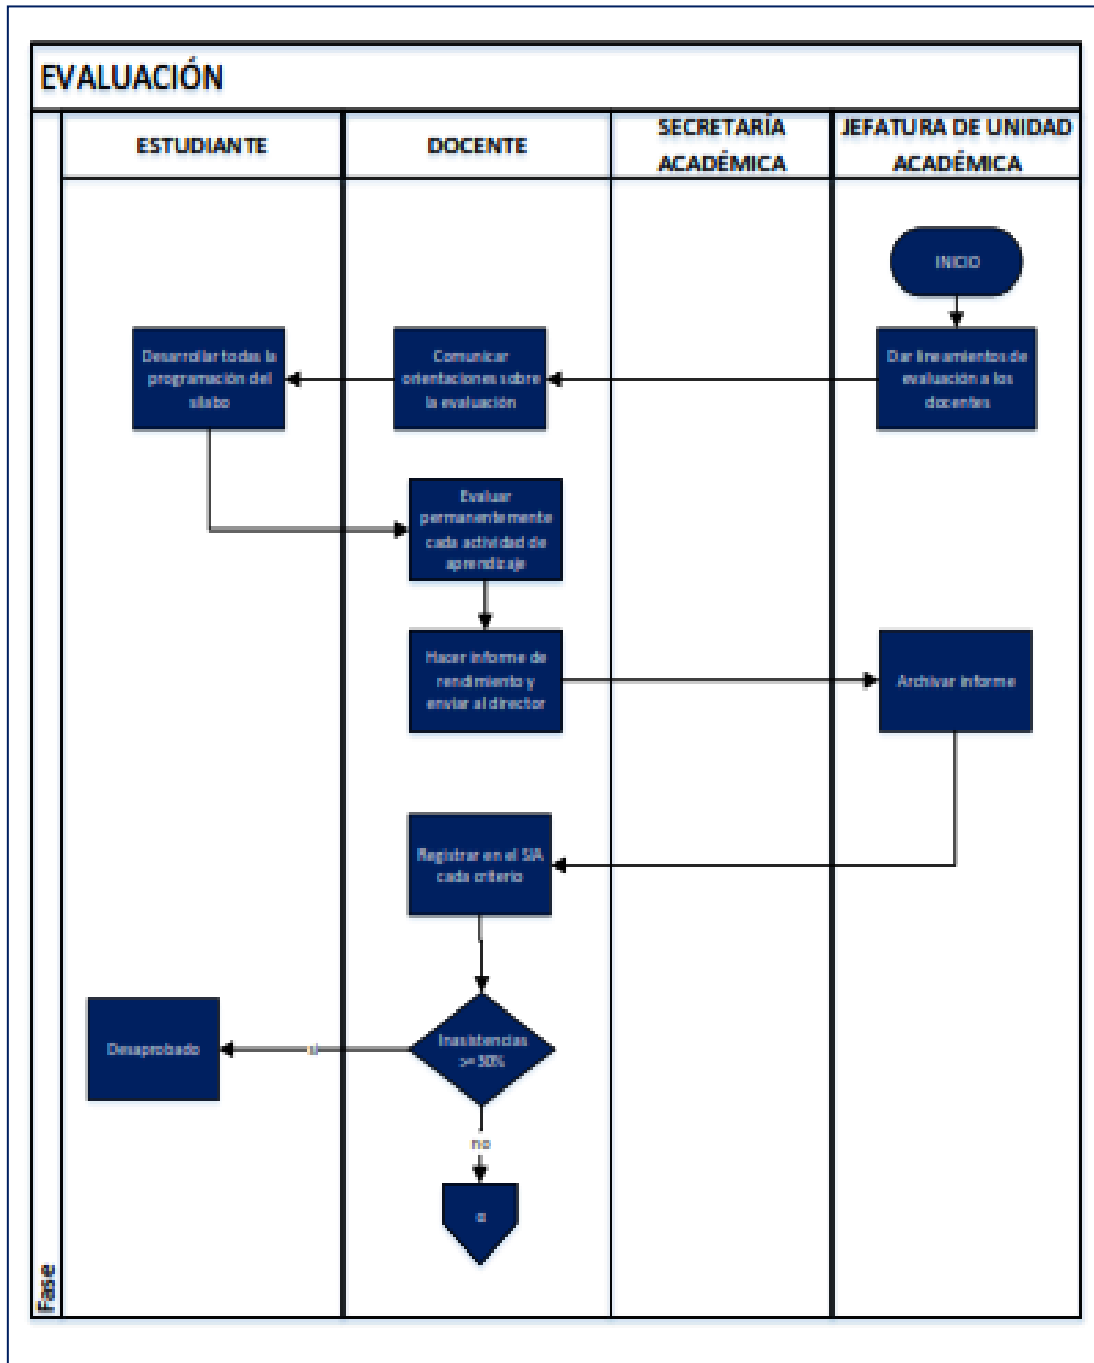 EVALUACIÓN
ESTUDIANTE
DOCENTE
SECRETARÍA
ACADÉMICA
JEFATURA DE UNIDAD
ACADÉMICA
INICIO
Desarrollar todas la
programación del
sílabo
Comunicar
orientaciones sobre
la evaluación
Dar lineamientos de
evaluación a los
docentes
Evaluar
permanentemente
cada actividad de
aprendizaje
Hacer informe de
rendimiento y
enviar al director
Archivar informe
Registrar en el SIA
cada criterio
Desaprobado
si
Inasistencias
>= 30%
no
a
Fase